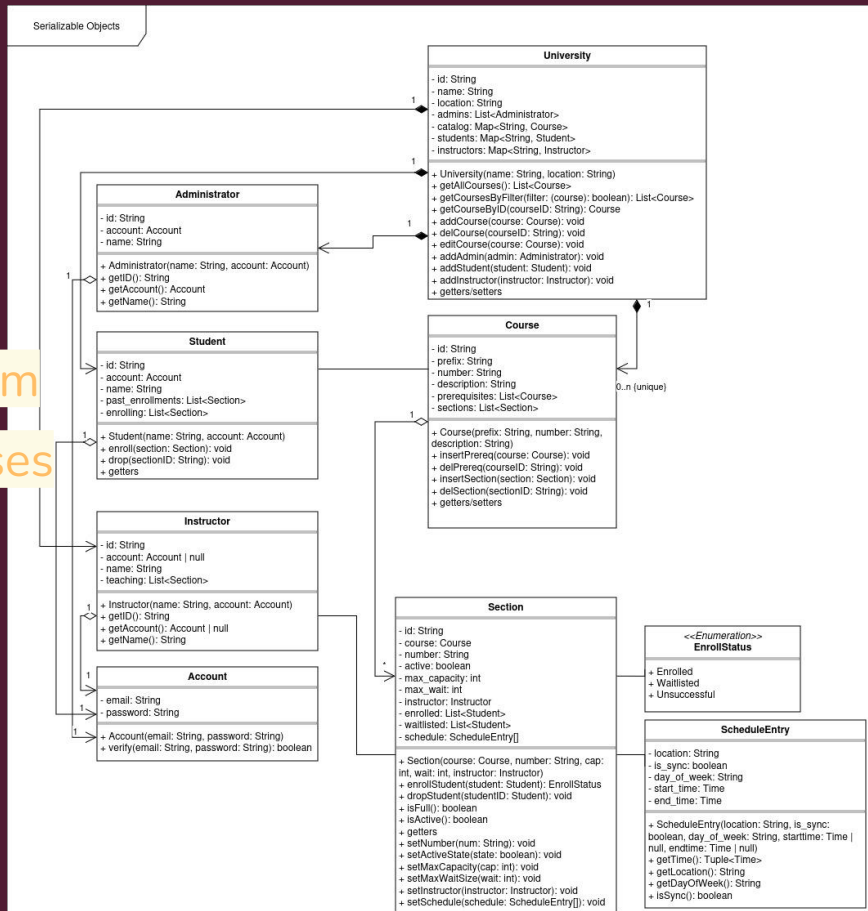 Serializable Objects
University
- id: String
- name: String
- location: String
- admins: List<Administrator>
- catalog: Map<String, Course>
- students: Map<String, Student>
- instructors: Map<String, Instructor>
+ University(name: String, location: String)
+ getAllCourses(): List<Course>
+ getCoursesByFilter(filter: (course): boolean): List<Course>
+ getCourseByID(courseID: String): Course
+ addCourse(course: Course): void
+ delCourse(courseID: String): void
+ editCourse(course: Course): void
+ addAdmin(admin: Administrator): void
+ addStudent(student: Student): void
+ addInstructor(instructor: Instructor): void
+ getters/setters
1
1
1
1
0..n {unique}
Administrator
- id: String
- account: Account
- name: String
+ Administrator(name: String, account: Account)
+ getID(): String
+ getAccount(): Account
+ getName(): String
1
Student
- id: String
- account: Account
- name: String
- past_enrollments: List<Section>
- enrolling: List<Section>
+ Student(name: String, account: Account)
+ enroll(section: Section): void
+ drop(sectionID: String): void
+ getters
1
m
ses
Course
- id: String
- prefix: String
- number: String
- description: String
- prerequisites: List<Course>
- sections: List<Section>
+ Course(prefix: String, number: String,
description: String)
+ insertPrereq(course: Course): void
+ delPrereq(courseID: String): void
+ insertSection(section: Section): void
+ delSection(sectionID: String): void
+ getters/setters
1
*
Instructor
- id: String
- account: Account | null
- name: String
- teaching: List<Section>
+ Instructor(name: String, account: Account)
+ getID(): String
+ getAccount(): Account | null
+ getName(): String
1
Account
- email: String
- password: String
+ Account(email: String, password: String)
+ verify(email: String, password: String): boolean
1
1
1
Section
- id: String
- course: Course
- number: String
- active: boolean
- max_capacity: int
- max_wait: int
- instructor: Instructor
- enrolled: List<Student>
- waitlisted: List<Student>
- schedule: ScheduleEntry[]
+ Section(course: Course, number: String, cap:
int, wait: int, instructor: Instructor)
+ enrollStudent(student: Student): EnrollStatus
+ dropStudent(studentID: Student): void
+ isFull(): boolean
+ isActive(): boolean
+ getters
+ setNumber(num: String): void
+ setActiveState(state: boolean): void
+ setMaxCapacity(cap: int): void
+ setMaxWaitSize(wait: int): void
+ setInstructor(instructor: Instructor): void
+ setSchedule(schedule: ScheduleEntry[]): void
<<Enumeration>>
EnrollStatus
+ Enrolled
+ Waitlisted
+ Unsuccessful
ScheduleEntry
- location: String
- is_sync: boolean
- day_of_week: String
- start_time: Time
- end_time: Time
+ ScheduleEntry(location: String, is_sync:
boolean, day_of_week: String, starttime: Time |
null, endtime: Time | null)
+ getTime(): Tuple<Time>
+ getLocation(): String
+ getDayOfWeek(): String
+ isSync(): boolean